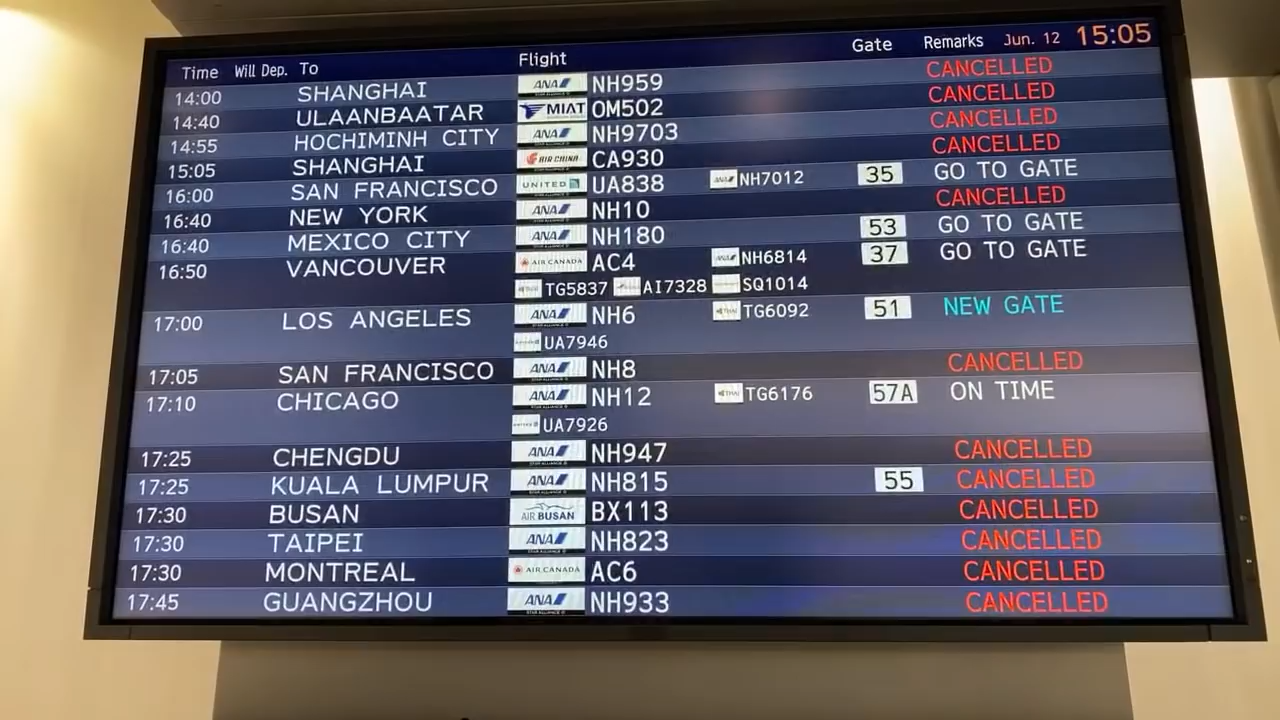 Time Will Dep. To Flight Gate Remarks Jun. 12 15:05
14:00 SHANGHAI ANA NH959 CANCELLED
14:40 ULAANBAATAR MIAT OM502 CANCELLED
14:55 HOCHIMINH CITY ANA NH9703 CANCELLED
15:05 SHANGHAI AIR CHINA CA930 CANCELLED
16:00 SAN FRANCISCO UNITED UA838 ANA NH7012 35 GO TO GATE
16:40 NEW YORK ANA NH10 CANCELLED
16:40 MEXICO CITY ANA NH180 53 GO TO GATE
16:50 VANCOUVER AIR CANADA AC4 ANA NH6814 37 GO TO GATE
THAI TG5837 AI7328 SQ1014
17:00 LOS ANGELES ANA NH6 THAI TG6092 51 NEW GATE
UA7946
17:05 SAN FRANCISCO ANA NH8 CANCELLED
17:10 CHICAGO ANA NH12 THAI TG6176 57A ON TIME
UA7926
17:25 CHENGDU ANA NH947 CANCELLED
17:25 KUALA LUMPUR ANA NH815 55 CANCELLED
17:30 BUSAN AIR BUSAN BX113 CANCELLED
17:30 TAIPEI ANA NH823 CANCELLED
17:30 MONTREAL AIR CANADA AC6 CANCELLED
17:45 GUANGZHOU ANA NH933 CANCELLED